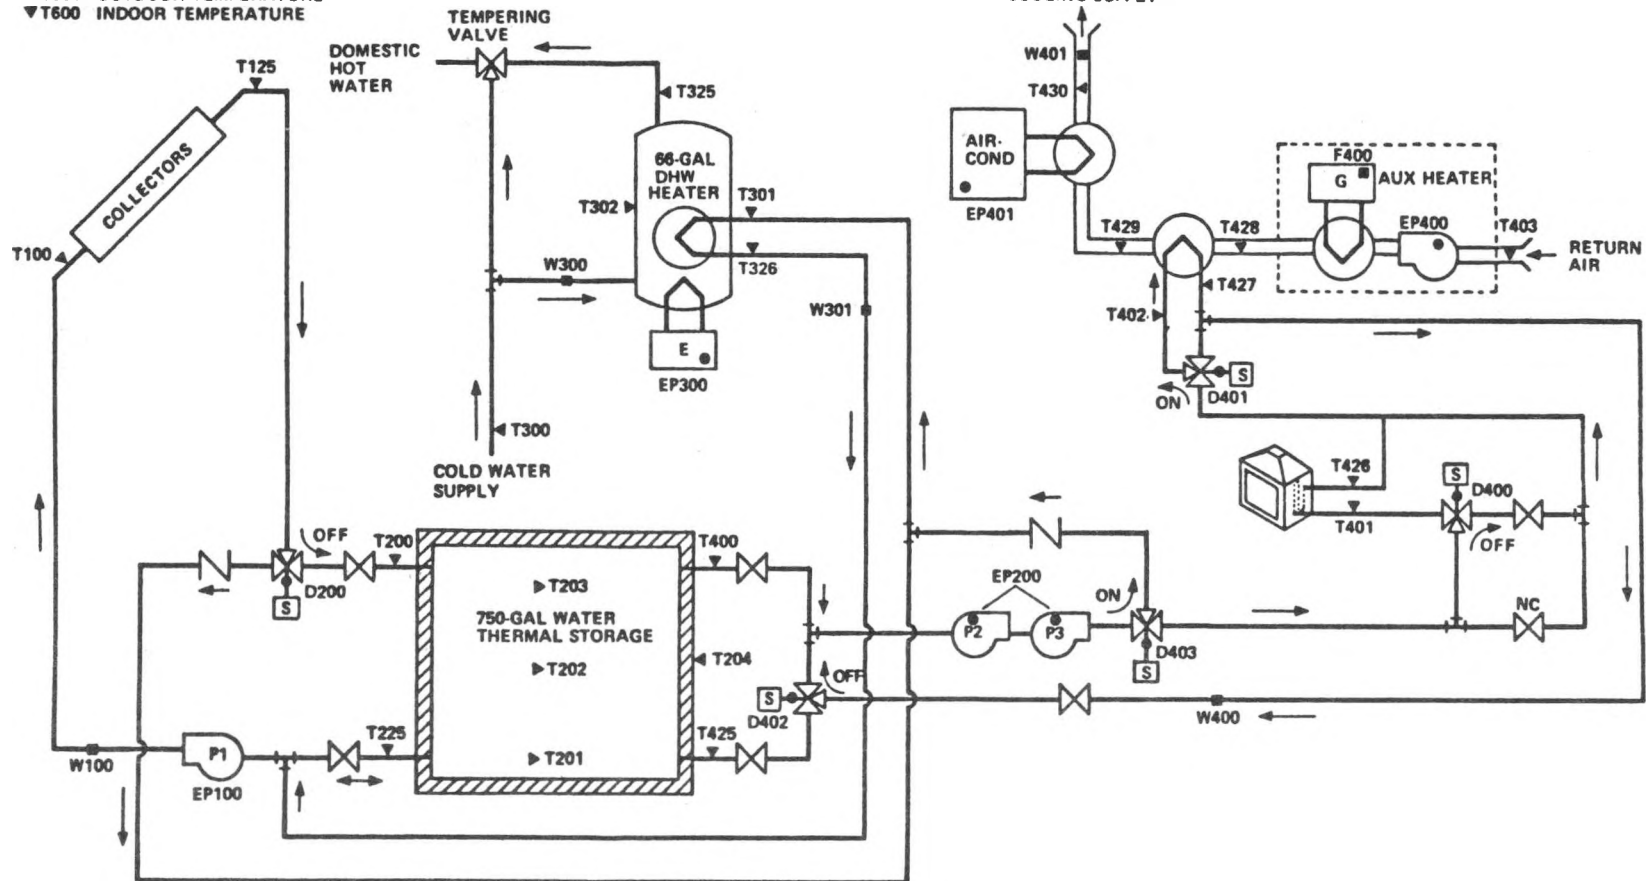 T600 INDOOR TEMPERATURE
TEMPERING
VALVE
DOMESTIC
HOT
WATER
T125
T325
W401
T430
COLLECTORS
T100
66-GAL
DHW
HEATER
T302
T301
T326
W300
W301
E
EP300
T300
COLD WATER
SUPPLY
AIR-
COND
EP401
F400
G
AUX HEATER
EP400
T403
RETURN
AIR
T429
T428
T427
T402
S
D401
ON
T426
T401
S
D400
OFF
NC
OFF
T200
D200
S
T400
T203
750-GAL WATER
THERMAL STORAGE
T204
T202
T225
T201
T425
EP200
P2
P3
ON
D403
S
OFF
S
D402
W400
W100
P1
EP100